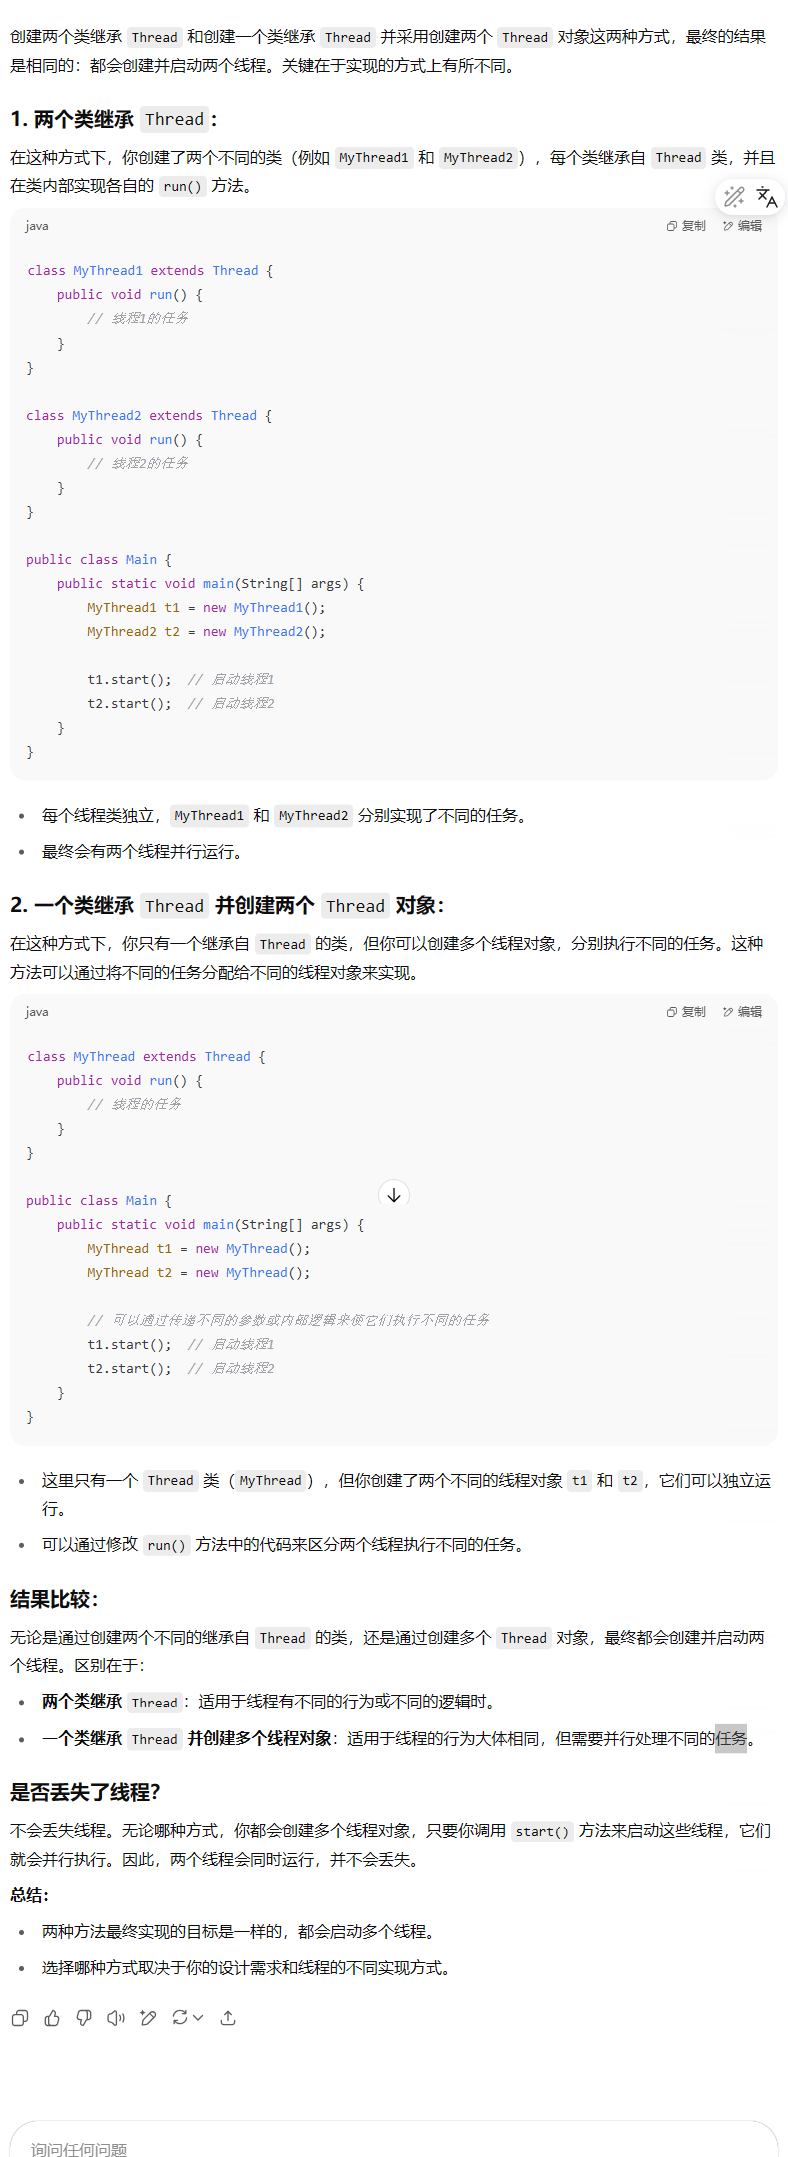 创建两个类继承 Thread 和创建一个类继承 Thread 并采用创建两个 Thread 对象这两种方式，最终的结果
是相同的：都会创建并启动两个线程。关键在于实现的方式上有所不同。
1. 两个类继承 Thread：
在这种方式下，你创建了两个不同的类（例如 MyThread1 和 MyThread2），每个类继承自 Thread 类，并且
在类内部实现各自的 run() 方法。
java 复制 编辑
class MyThread1 extends Thread {
    public void run() {
        // 线程1的任务
    }
}
class MyThread2 extends Thread {
    public void run() {
        // 线程2的任务
    }
}
public class Main {
    public static void main(String[] args) {
        MyThread1 t1 = new MyThread1();
        MyThread2 t2 = new MyThread2();
        t1.start();  // 启动线程1
        t2.start();  // 启动线程2
    }
}
• 每个线程类独立，MyThread1 和 MyThread2 分别实现了不同的任务。
• 最终会有两个线程并行运行。
2. 一个类继承 Thread 并创建两个 Thread 对象：
在这种方式下，你只有一个继承自 Thread 的类，但你可以创建多个线程对象，分别执行不同的任务。这种
方法可以通过将不同的任务分配给不同的线程对象来实现。
java 复制 编辑
class MyThread extends Thread {
    public void run() {
        // 线程的任务
    }
}
public class Main {
    public static void main(String[] args) {
        MyThread t1 = new MyThread();
        MyThread t2 = new MyThread();
        // 可以通过传递不同的参数或内部逻辑来使它们执行不同的任务
        t1.start();  // 启动线程1
        t2.start();  // 启动线程2
    }
}
• 这里只有一个 Thread 类（MyThread），但你创建了两个不同的线程对象 t1 和 t2，它们可以独立运
行。
• 可以通过修改 run() 方法中的代码来区分两个线程执行不同的任务。
结果比较：
无论是通过创建两个不同的继承自 Thread 的类，还是通过创建多个 Thread 对象，最终都会创建并启动两
个线程。区别在于：
• 两个类继承 Thread：适用于线程有不同的行为或不同的逻辑时。
• 一个类继承 Thread 并创建多个线程对象：适用于线程的行为大体相同，但需要并行处理不同的任务。
是否丢失了线程？
不会丢失线程。无论哪种方式，你都会创建多个线程对象，只要你调用 start() 方法来启动这些线程，它们
就会并行执行。因此，两个线程会同时运行，并不会丢失。
总结：
• 两种方法最终实现的目标是一样的，都会启动多个线程。
• 选择哪种方式取决于你的设计需求和线程的不同实现方式。
询问任何问题